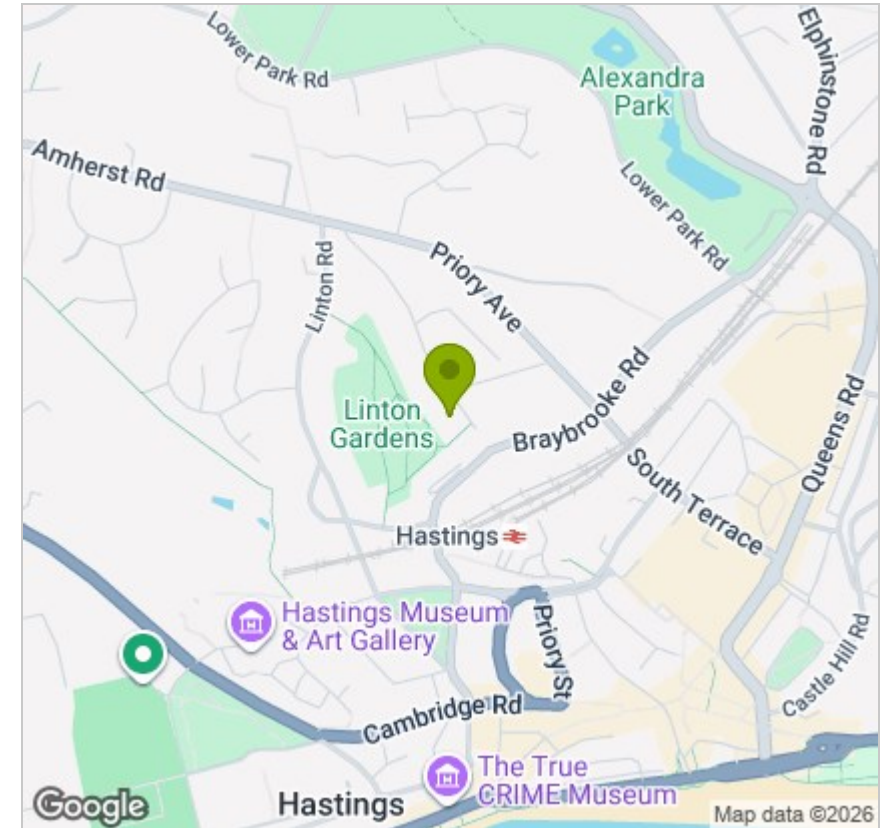 Lower Park Rd
Elphinstone Rd
Alexandra
Park
Amherst Rd
Lower Park Rd
Linton Rd
Priory Ave
Linton
Gardens
Braybrooke Rd
Queens Rd
South Terrace
Hastings
Hastings Museum
& Art Gallery
Priory St
Castle Hill Rd
Cambridge Rd
The True
CRIME Museum
Hastings
Google
Map data ©2026